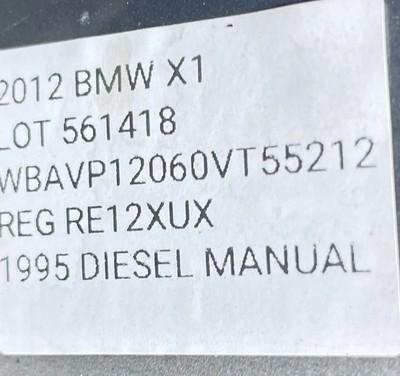 2012 BMW X1
LOT 561418
WBAVP12060VT55212
REG RE12XUX
1995 DIESEL MANUAL